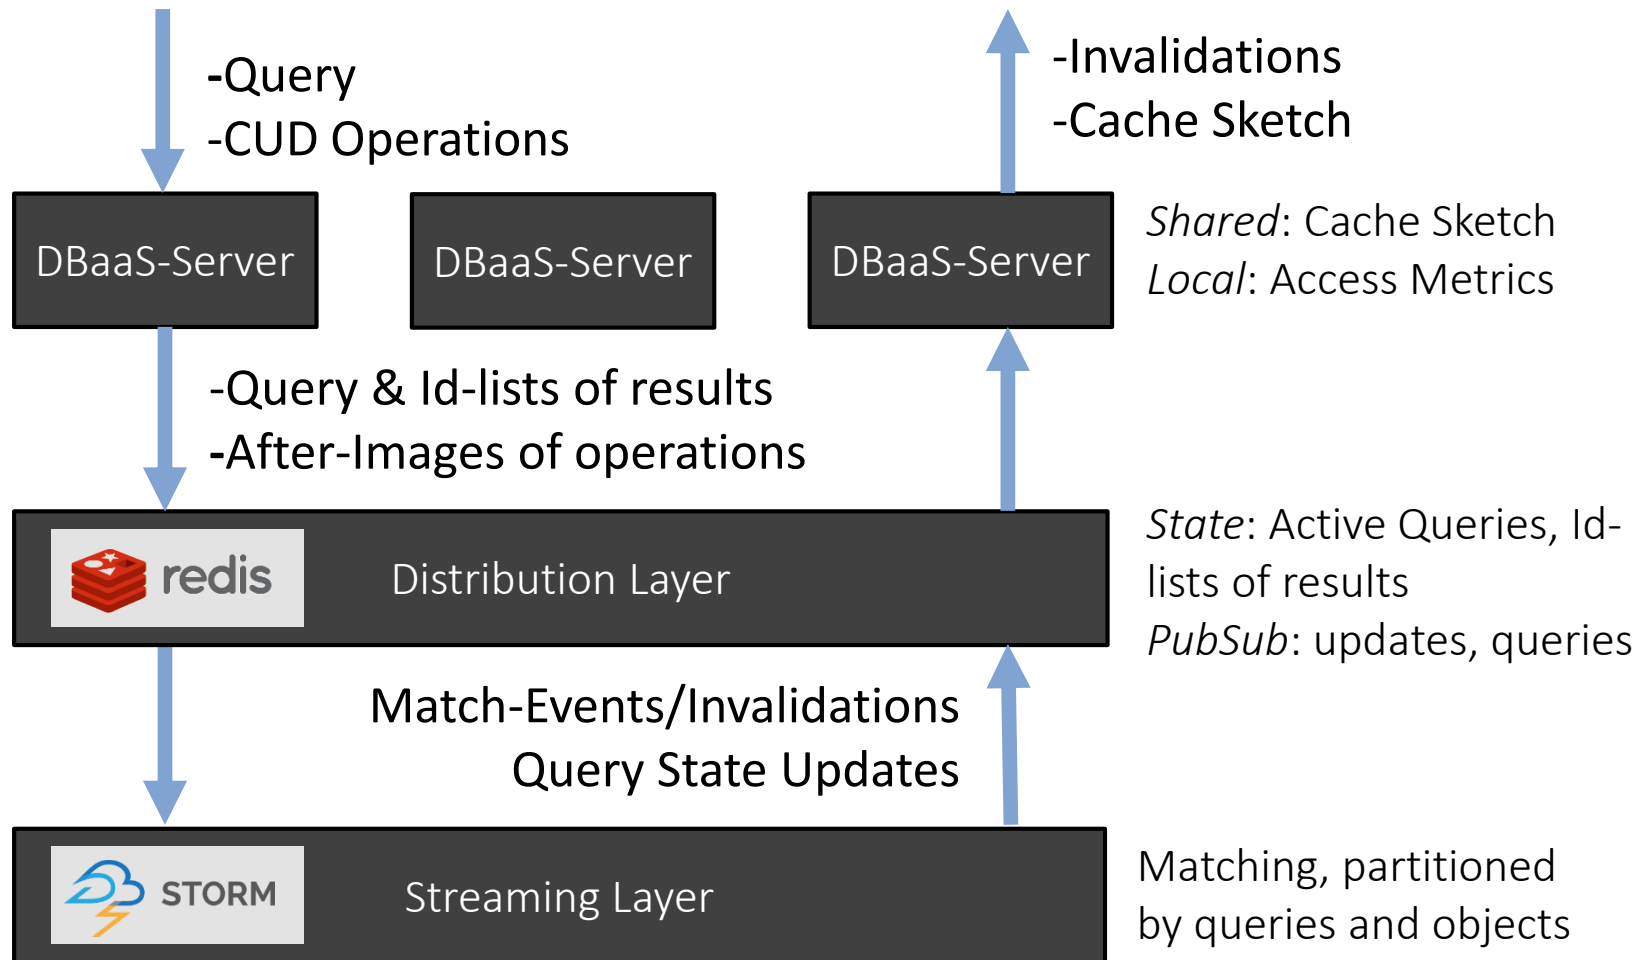 -Query
-CUD Operations
-Invalidations
-Cache Sketch
DBaaS-Server
DBaaS-Server
DBaaS-Server
Shared: Cache Sketch
Local: Access Metrics
-Query & Id-lists of results
-After-Images of operations
redis
Distribution Layer
State: Active Queries, Id-
lists of results
PubSub: updates, queries
Match-Events/Invalidations
Query State Updates
STORM
Streaming Layer
Matching, partitioned
by queries and objects